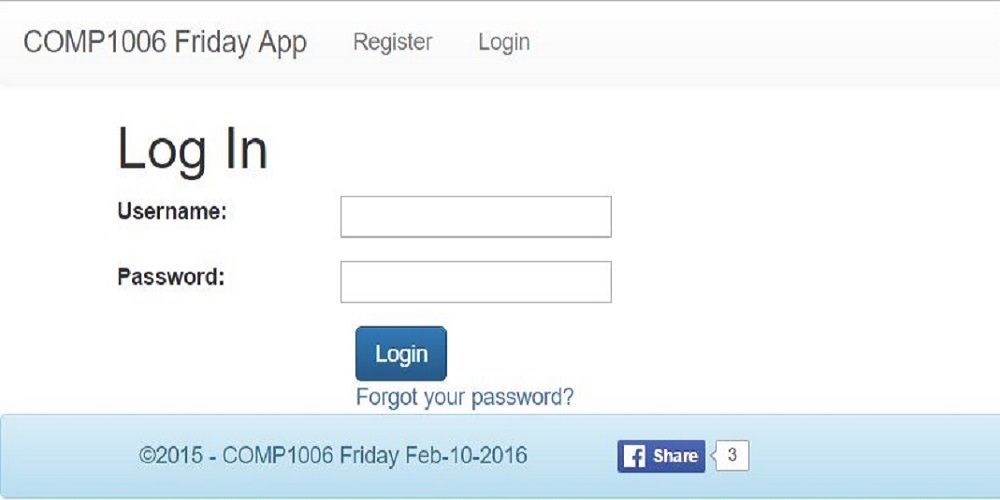 COMP1006 Friday App Register Login
Log In
Username:
Password:
Login
Forgot your password?
©2015 - COMP1006 Friday Feb-10-2016 Share 3